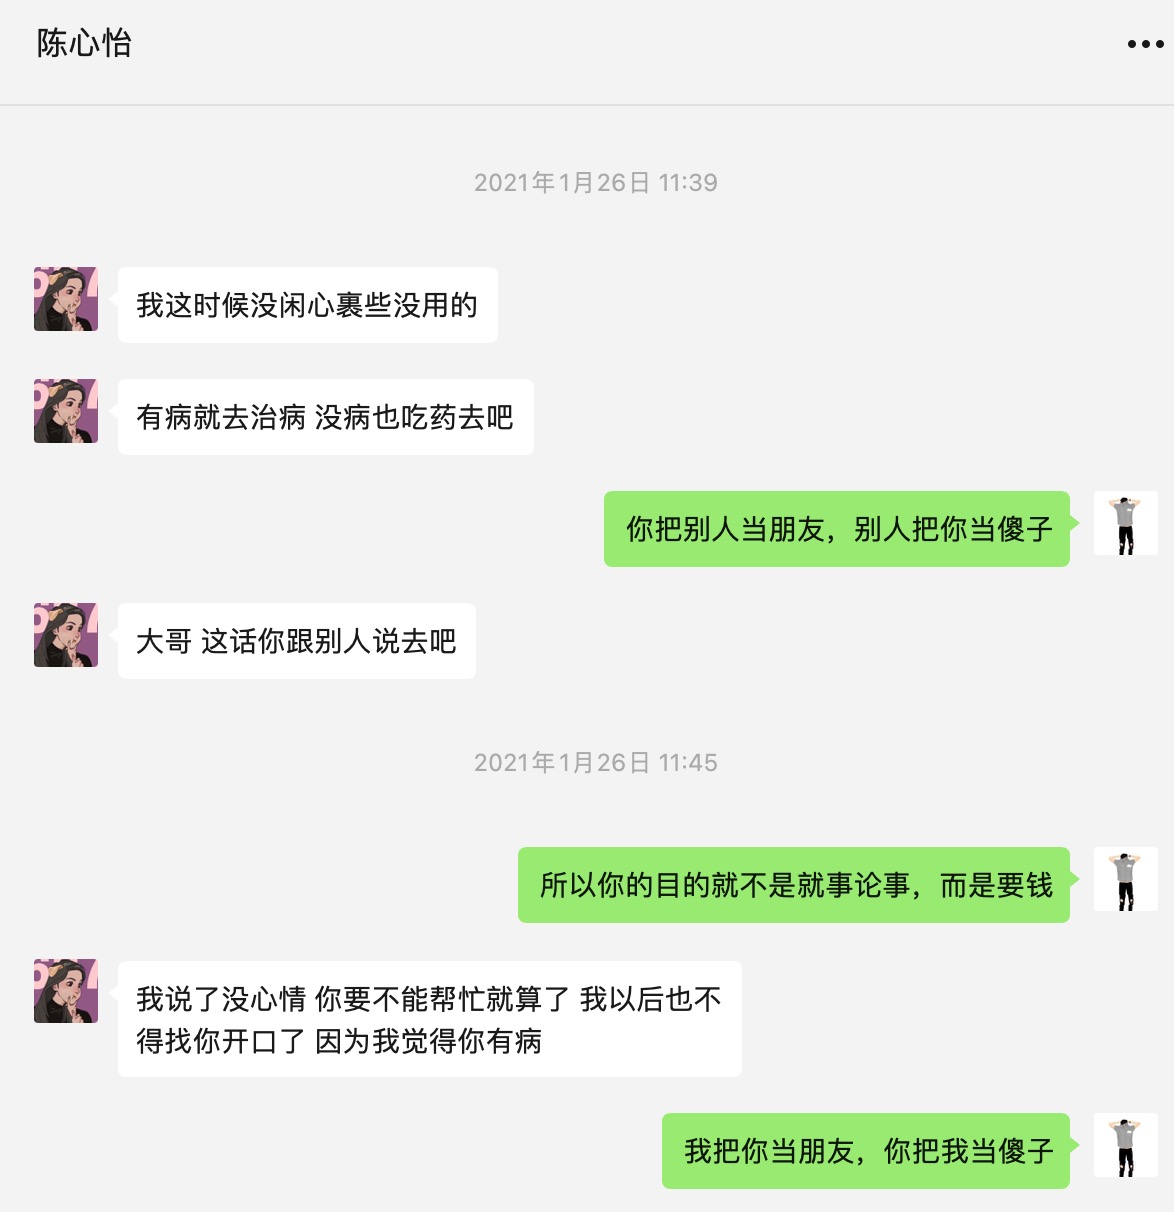 陈心怡
2021年1月26日 11:39
我这时候没闲心裹些没用的
有病就去治病 没病也吃药去吧
你把别人当朋友，别人把你当傻子
大哥 这话你跟别人说去吧
2021年1月26日 11:45
所以你的目的就不是就事论事，而是要钱
我说了没心情 你要不能帮忙就算了 我以后也不
得找你开口了 因为我觉得你有病
我把你当朋友，你把我当傻子